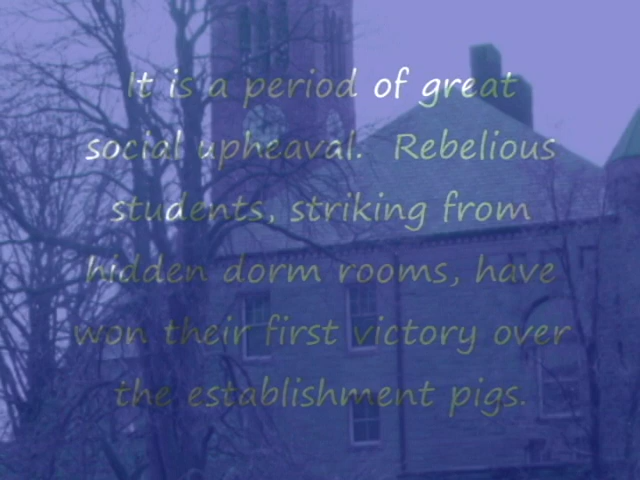 It is a period of great
social upheaval. Rebelious
students, striking from
hidden dorm rooms, have
won their first victory over
the establishment pigs.